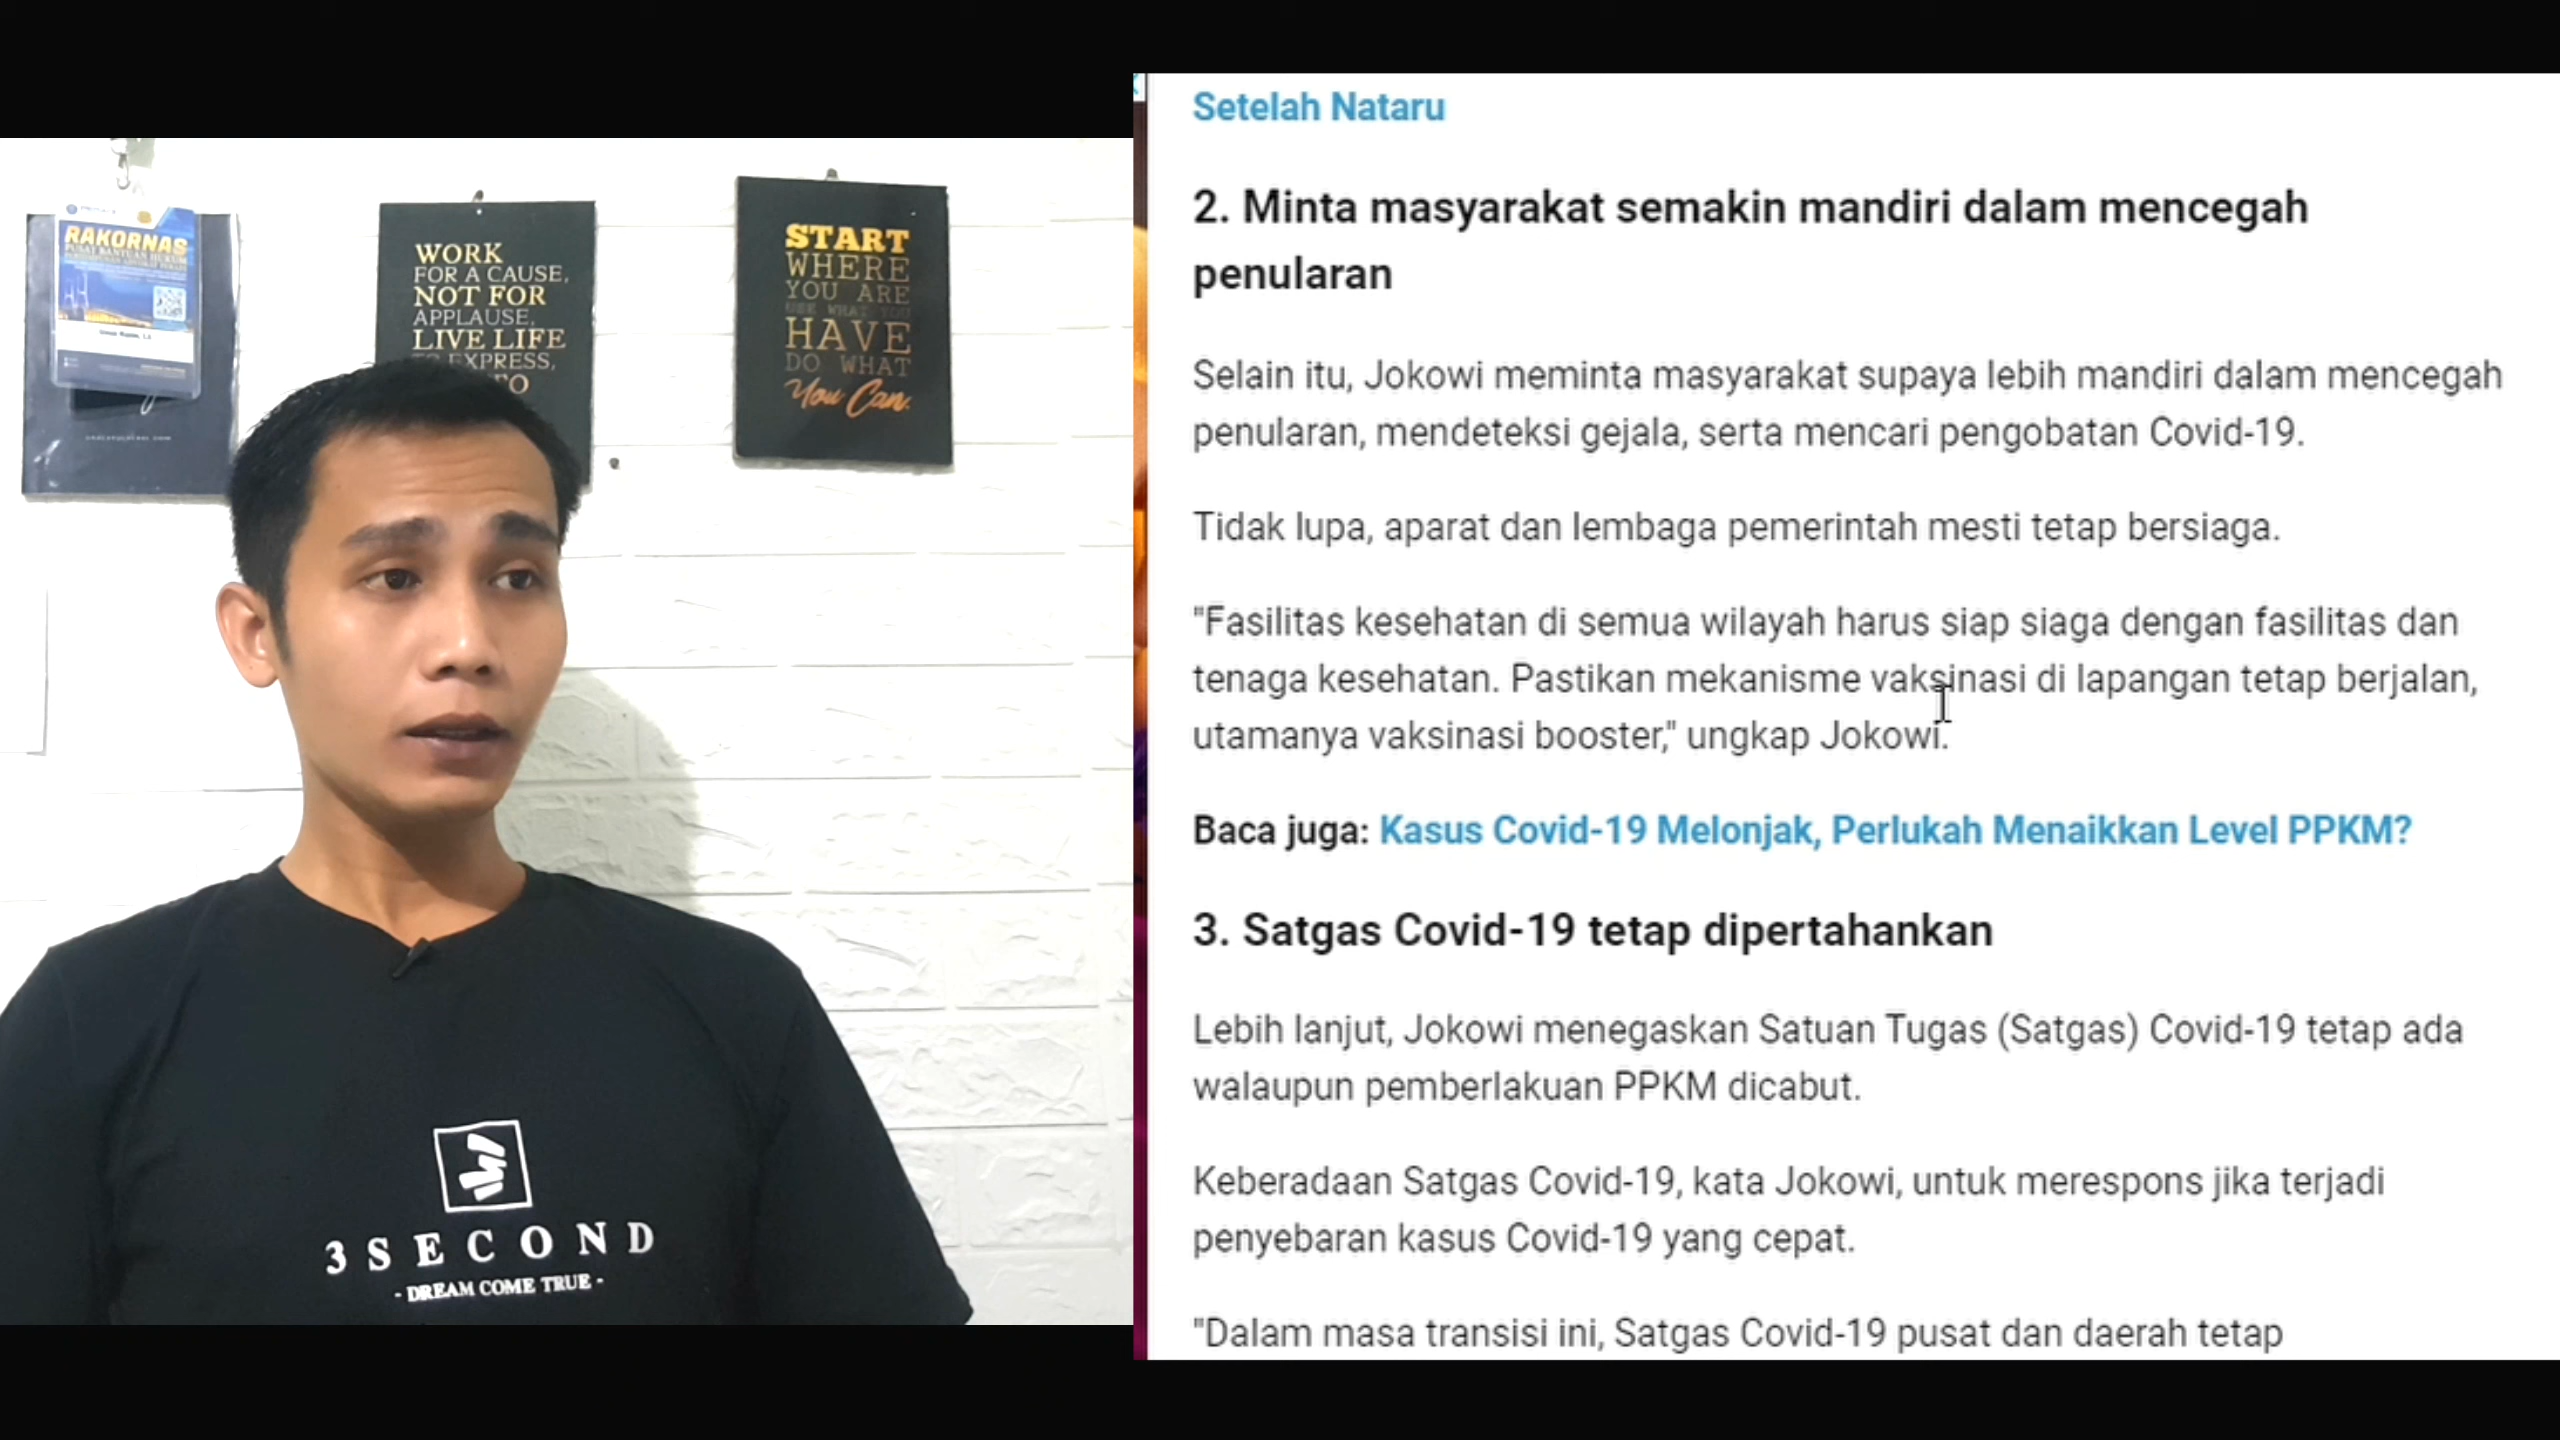 RAKORNAS
PUSAT BANTUAN HUKUM
WORK
FOR A CAUSE,
NOT FOR
APPLAUSE,
LIVE LIFE
EXPRESS,
START
WHERE
YOU ARE
USE WHAT YOU
HAVE
DO WHAT
You Can.
3SECOND
- DREAM COME TRUE -
Setelah Nataru
2. Minta masyarakat semakin mandiri dalam mencegah
penularan
Selain itu, Jokowi meminta masyarakat supaya lebih mandiri dalam mencegah
penularan, mendeteksi gejala, serta mencari pengobatan Covid-19.
Tidak lupa, aparat dan lembaga pemerintah mesti tetap bersiaga.
"Fasilitas kesehatan di semua wilayah harus siap siaga dengan fasilitas dan
tenaga kesehatan. Pastikan mekanisme vaksinasi di lapangan tetap berjalan,
utamanya vaksinasi booster," ungkap Jokowi.
Baca juga: Kasus Covid-19 Melonjak, Perlukah Menaikkan Level PPKM?
3. Satgas Covid-19 tetap dipertahankan
Lebih lanjut, Jokowi menegaskan Satuan Tugas (Satgas) Covid-19 tetap ada
walaupun pemberlakuan PPKM dicabut.
Keberadaan Satgas Covid-19, kata Jokowi, untuk merespons jika terjadi
penyebaran kasus Covid-19 yang cepat.
"Dalam masa transisi ini, Satgas Covid-19 pusat dan daerah tetap